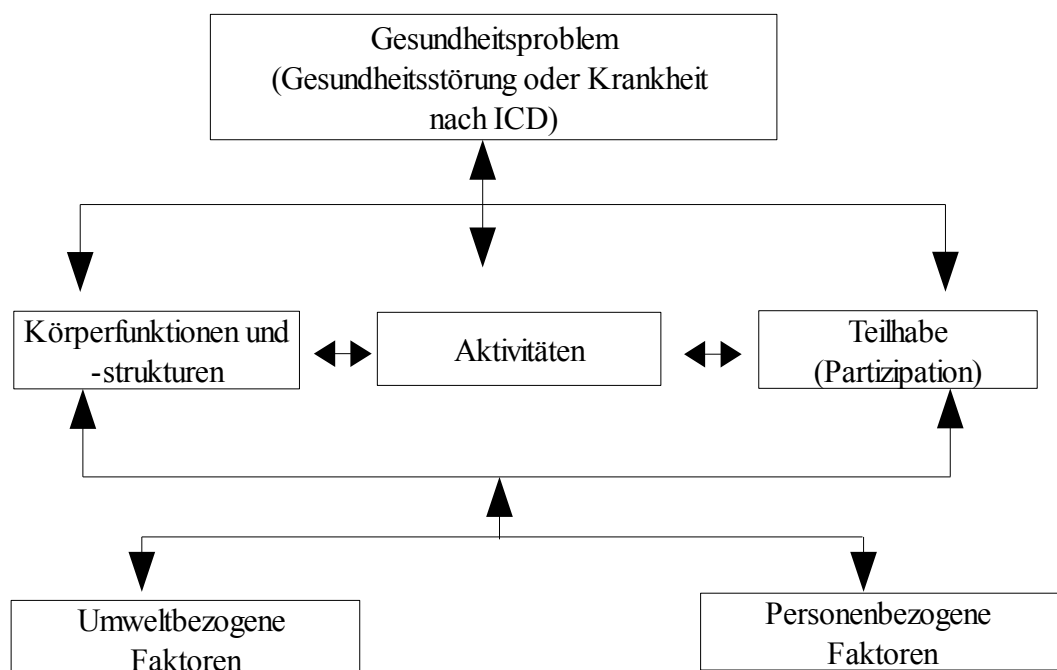 Gesundheitsproblem
(Gesundheitsstörung oder Krankheit
nach ICD)
Körperfunktionen und
-strukturen
Aktivitäten
Teilhabe
(Partizipation)
Umweltbezogene
Faktoren
Personenbezogene
Faktoren